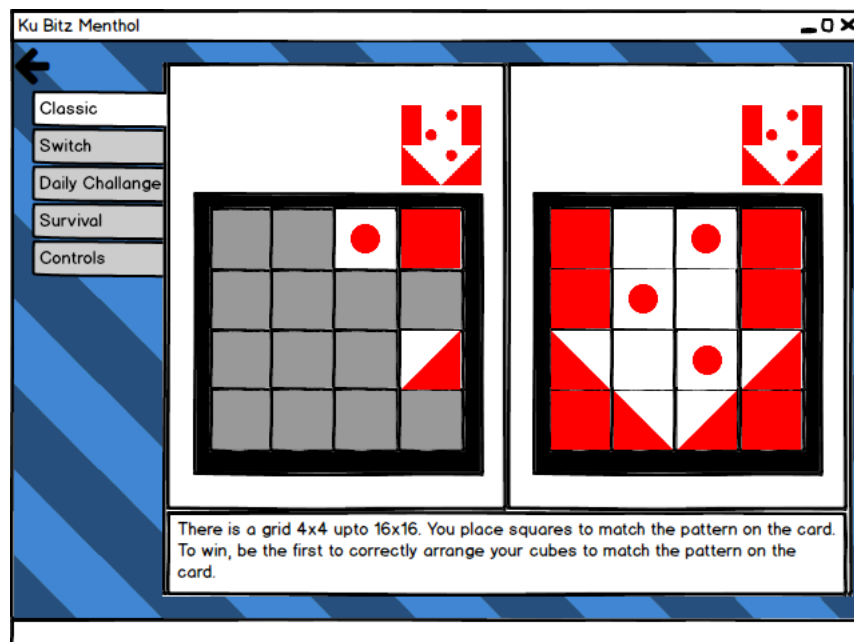 Ku Bitz Menthol
Classic
Switch
Daily Challange
Survival
Controls
There is a grid 4x4 upto 16x16. You place squares to match the pattern on the card.
To win, be the first to correctly arrange your cubes to match the pattern on the
card.